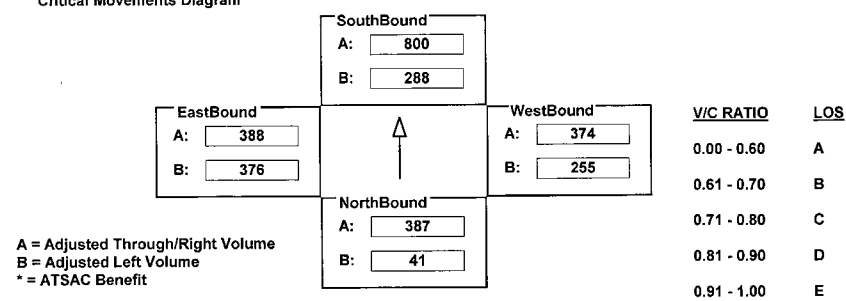 Critical Movements Diagram
SouthBound
A: 800
B: 288
EastBound
A: 388
B: 376
WestBound
A: 374
B: 255
NorthBound
A: 387
B: 41
A = Adjusted Through/Right Volume
B = Adjusted Left Volume
* = ATSAC Benefit
V/C RATIO LOS
0.00 - 0.60 A
0.61 - 0.70 B
0.71 - 0.80 C
0.81 - 0.90 D
0.91 - 1.00 E